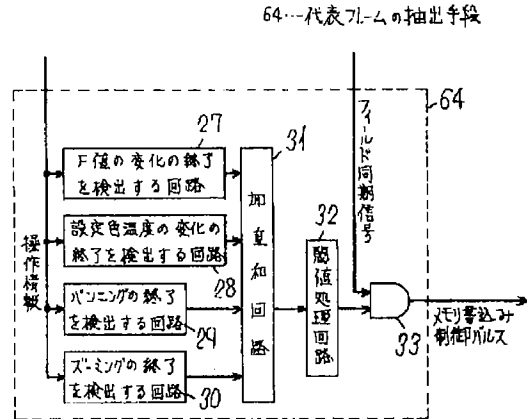 64…代表フレームの抽出手段
64
27
F値の変化の終了
を検出する回路
31
加重和回路
設定色温度の変化の
終了を検出する回路
28
操作情報
パンニングの終了
を検出する回路
29
ズーミングの終了
を検出する回路
30
32
閾値処理回路
フィールド同期信号
33
メモリ書込み
制御パルス